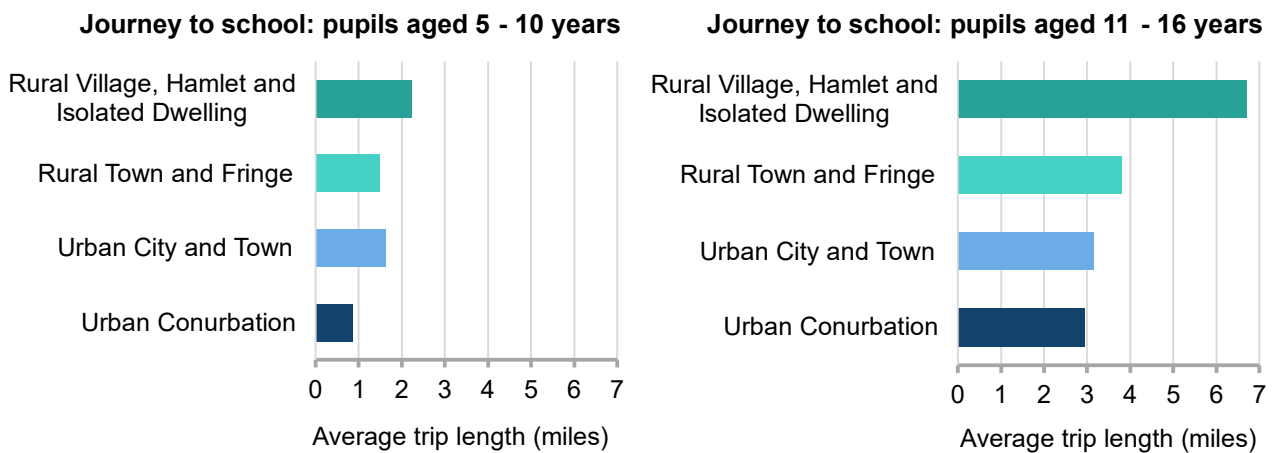 Journey to school: pupils aged 5 - 10 years
Rural Village, Hamlet and
Isolated Dwelling
Rural Town and Fringe
Urban City and Town
Urban Conurbation
0 1 2 3 4 5 6 7
Average trip length (miles)
Journey to school: pupils aged 11 - 16 years
Rural Village, Hamlet and
Isolated Dwelling
Rural Town and Fringe
Urban City and Town
Urban Conurbation
0 1 2 3 4 5 6 7
Average trip length (miles)